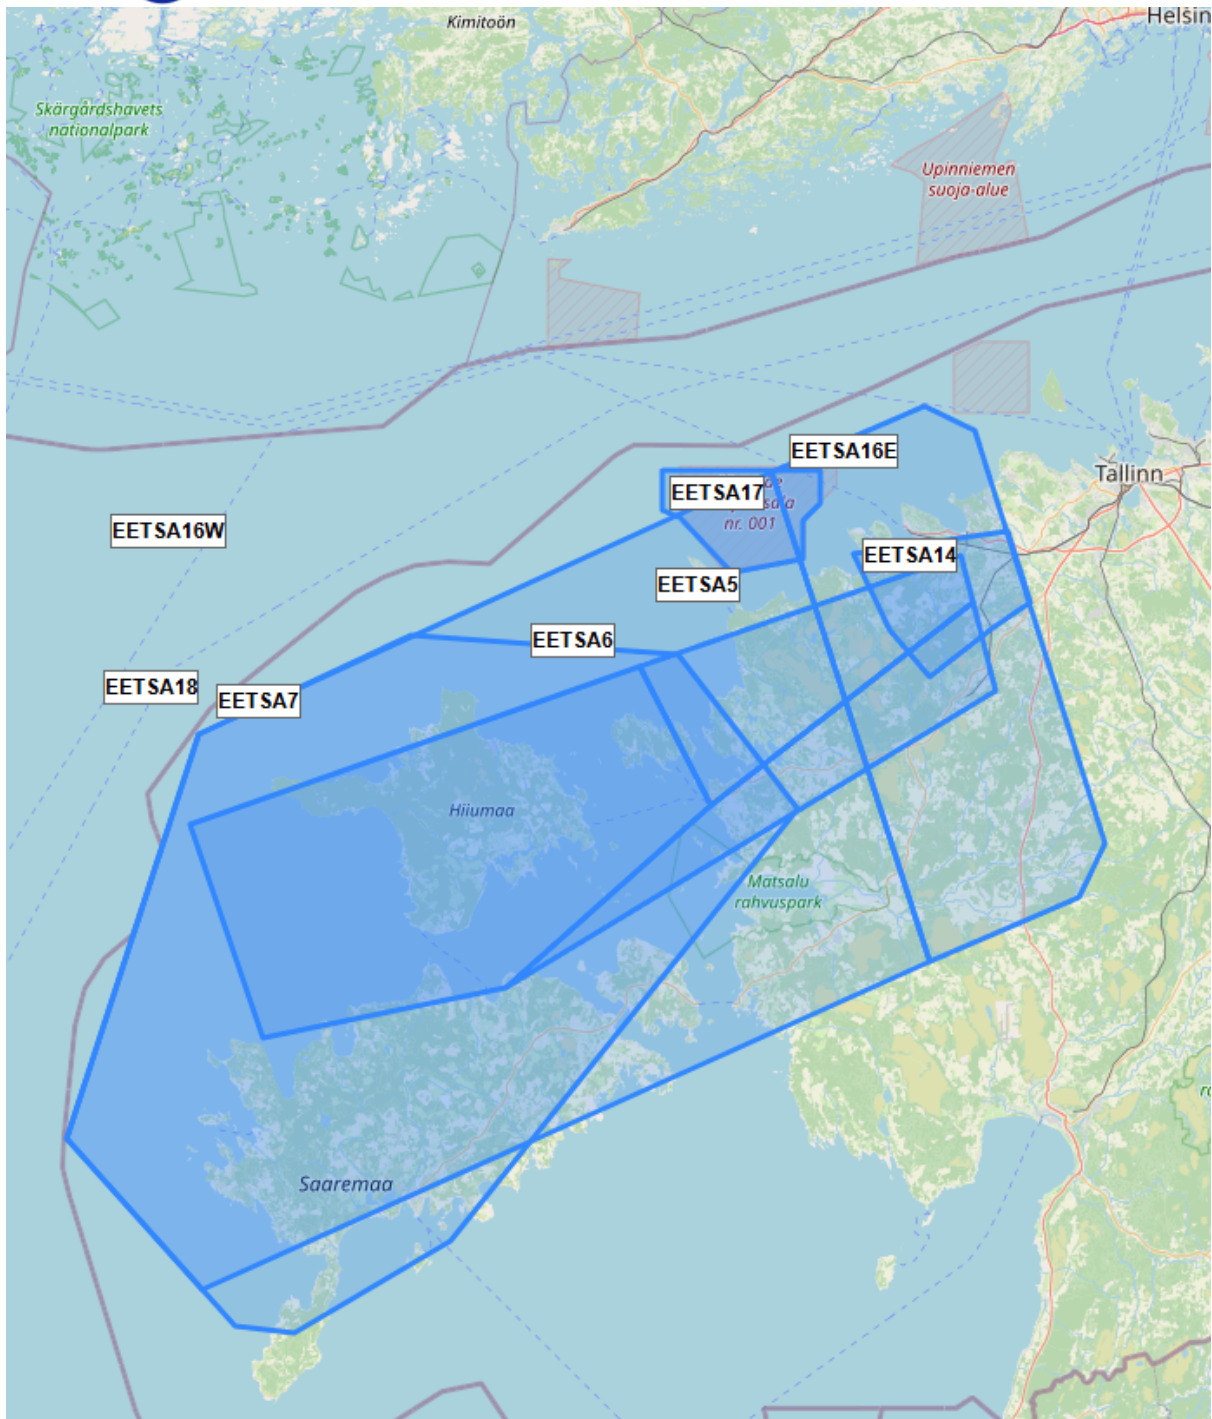 Kimitoön
Helsin
Skärgårdshavets
nationalpark
Upinniemen
suoja-alue
EETSA16E
Tallinn
EETSA17
nr. 001
EETSA16W
EETSA14
EETSA5
EETSA6
EETSA18
EETSA7
Hiiumaa
Matsalu
rahvuspark
Saaremaa